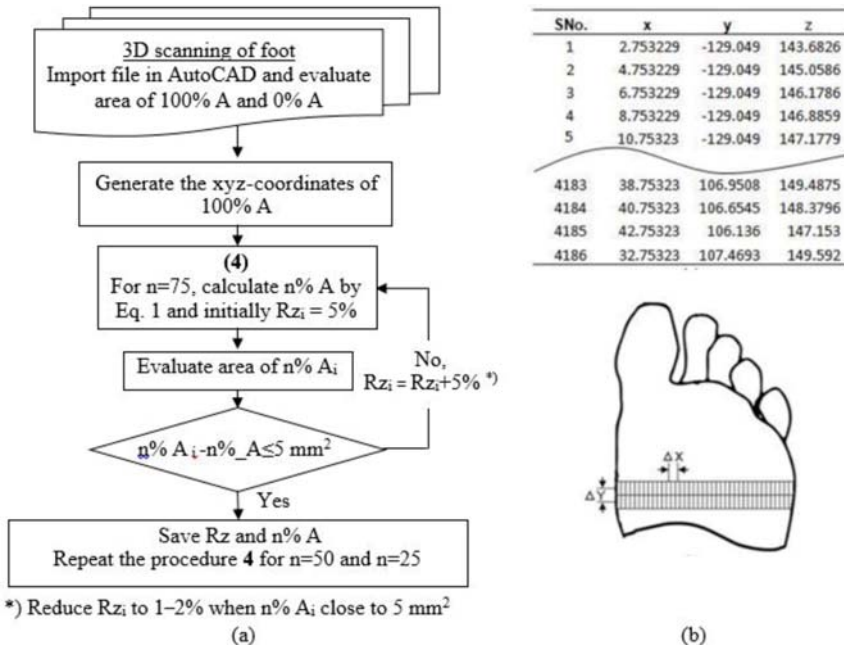 3D scanning of foot
Import file in AutoCAD and evaluate
area of 100% A and 0% A
Generate the xyz-coordinates of
100% A
(4)
For n=75, calculate n% A by
Eq. 1 and initially Rzᵢ = 5%
Evaluate area of n% Aᵢ
No,
Rzᵢ = Rzᵢ+5% *)
n% A ᵢ-n%_A≤5 mm²
Yes
Save Rz and n% A
Repeat the procedure 4 for n=50 and n=25
*) Reduce Rzᵢ to 1–2% when n% Aᵢ close to 5 mm²
(a)
SNo. x y z
1 2.753229 -129.049 143.6826
2 4.753229 -129.049 145.0586
3 6.753229 -129.049 146.1786
4 8.753229 -129.049 146.8859
5 10.75323 -129.049 147.1779
4183 38.75323 106.9508 149.4875
4184 40.75323 106.6545 148.3796
4185 42.75323 106.136 147.153
4186 32.75323 107.4693 149.592
Δ X
Δ Y
(b)